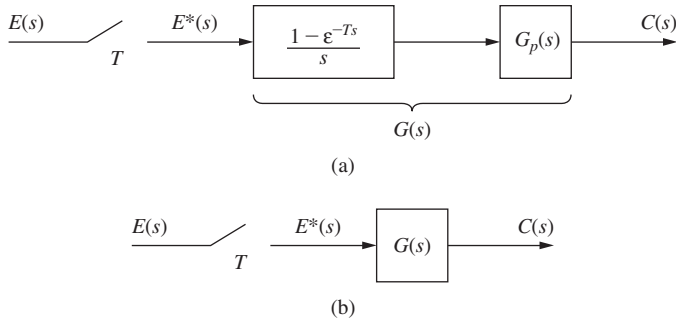 E(s) T E*(s) 1 − ε^{−Ts} / s G_p(s) C(s)
G(s)
(a)
E(s) T E*(s) G(s) C(s)
(b)